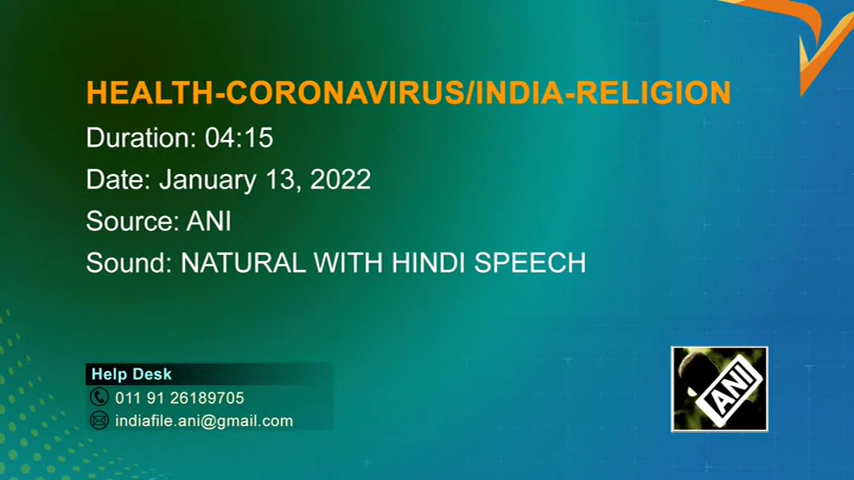 HEALTH-CORONAVIRUS/INDIA-RELIGION
Duration: 04:15
Date: January 13, 2022
Source: ANI
Sound: NATURAL WITH HINDI SPEECH
Help Desk
011 91 26189705
indiafile.ani@gmail.com
ANI